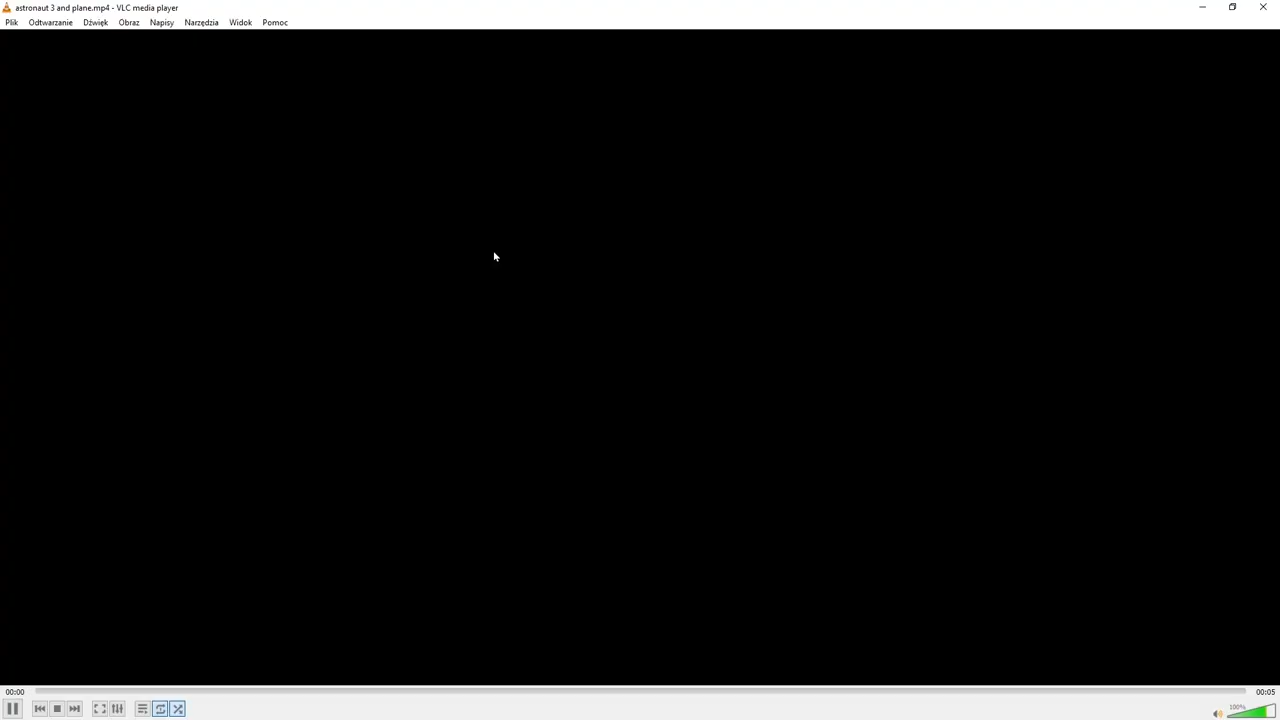 astronaut 3 and plane.mp4 - VLC media player
Plik Odtwarzanie Dźwięk Obraz Napisy Narzędzia Widok Pomoc
00:00 00:05
100%